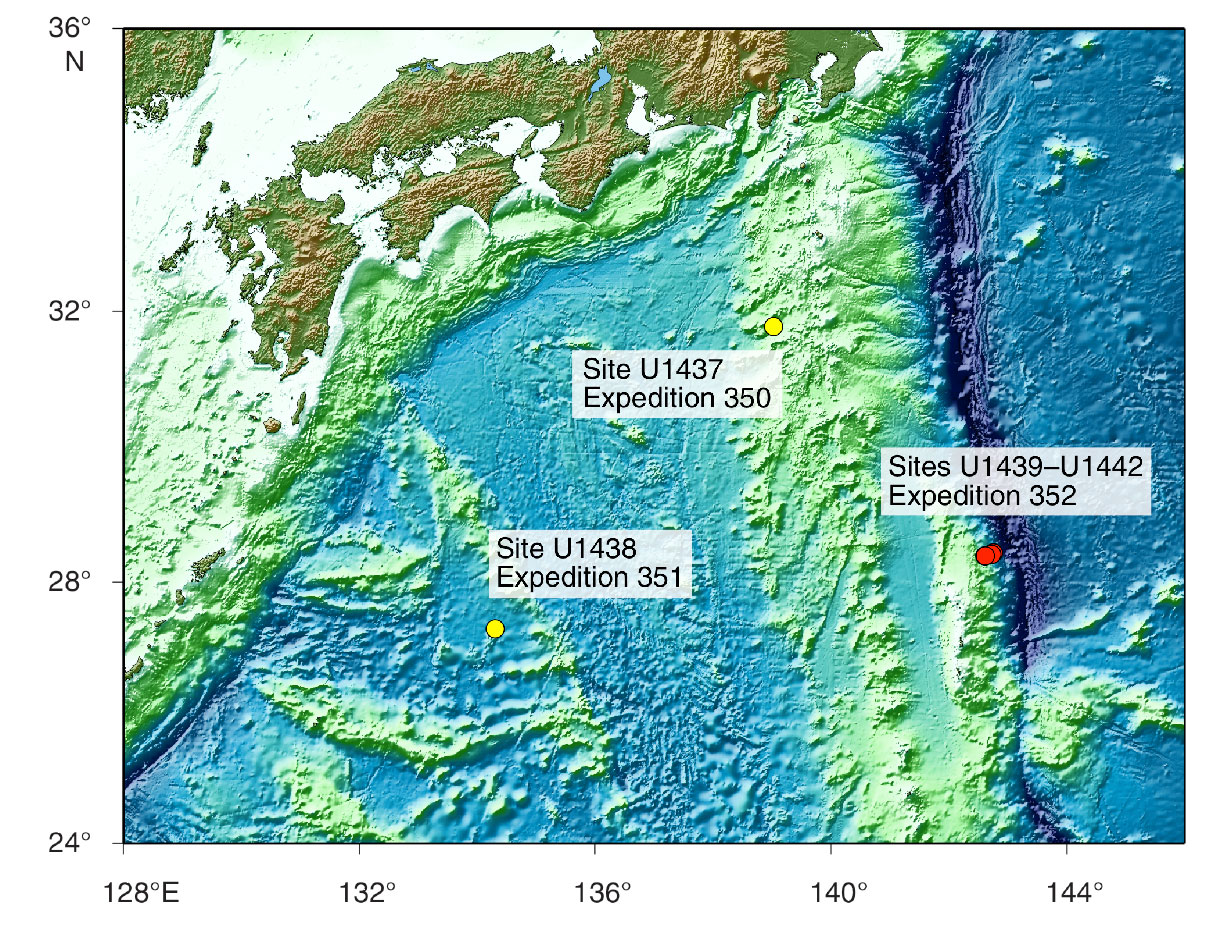 36°
N
32°
28°
24°
Site U1437
Expedition 350
Sites U1439–U1442
Expedition 352
Site U1438
Expedition 351
128°E
132°
136°
140°
144°